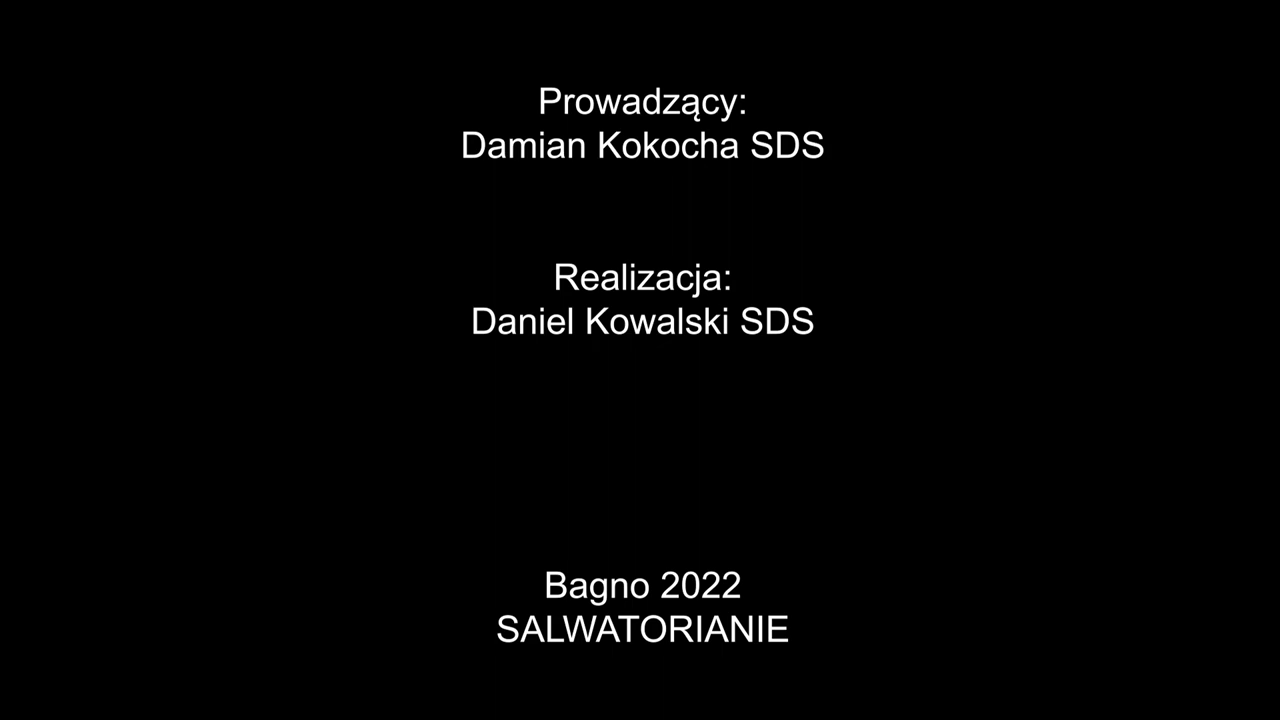 Prowadzący:
Damian Kokocha SDS
Realizacja:
Daniel Kowalski SDS
Bagno 2022
SALWATORIANIE